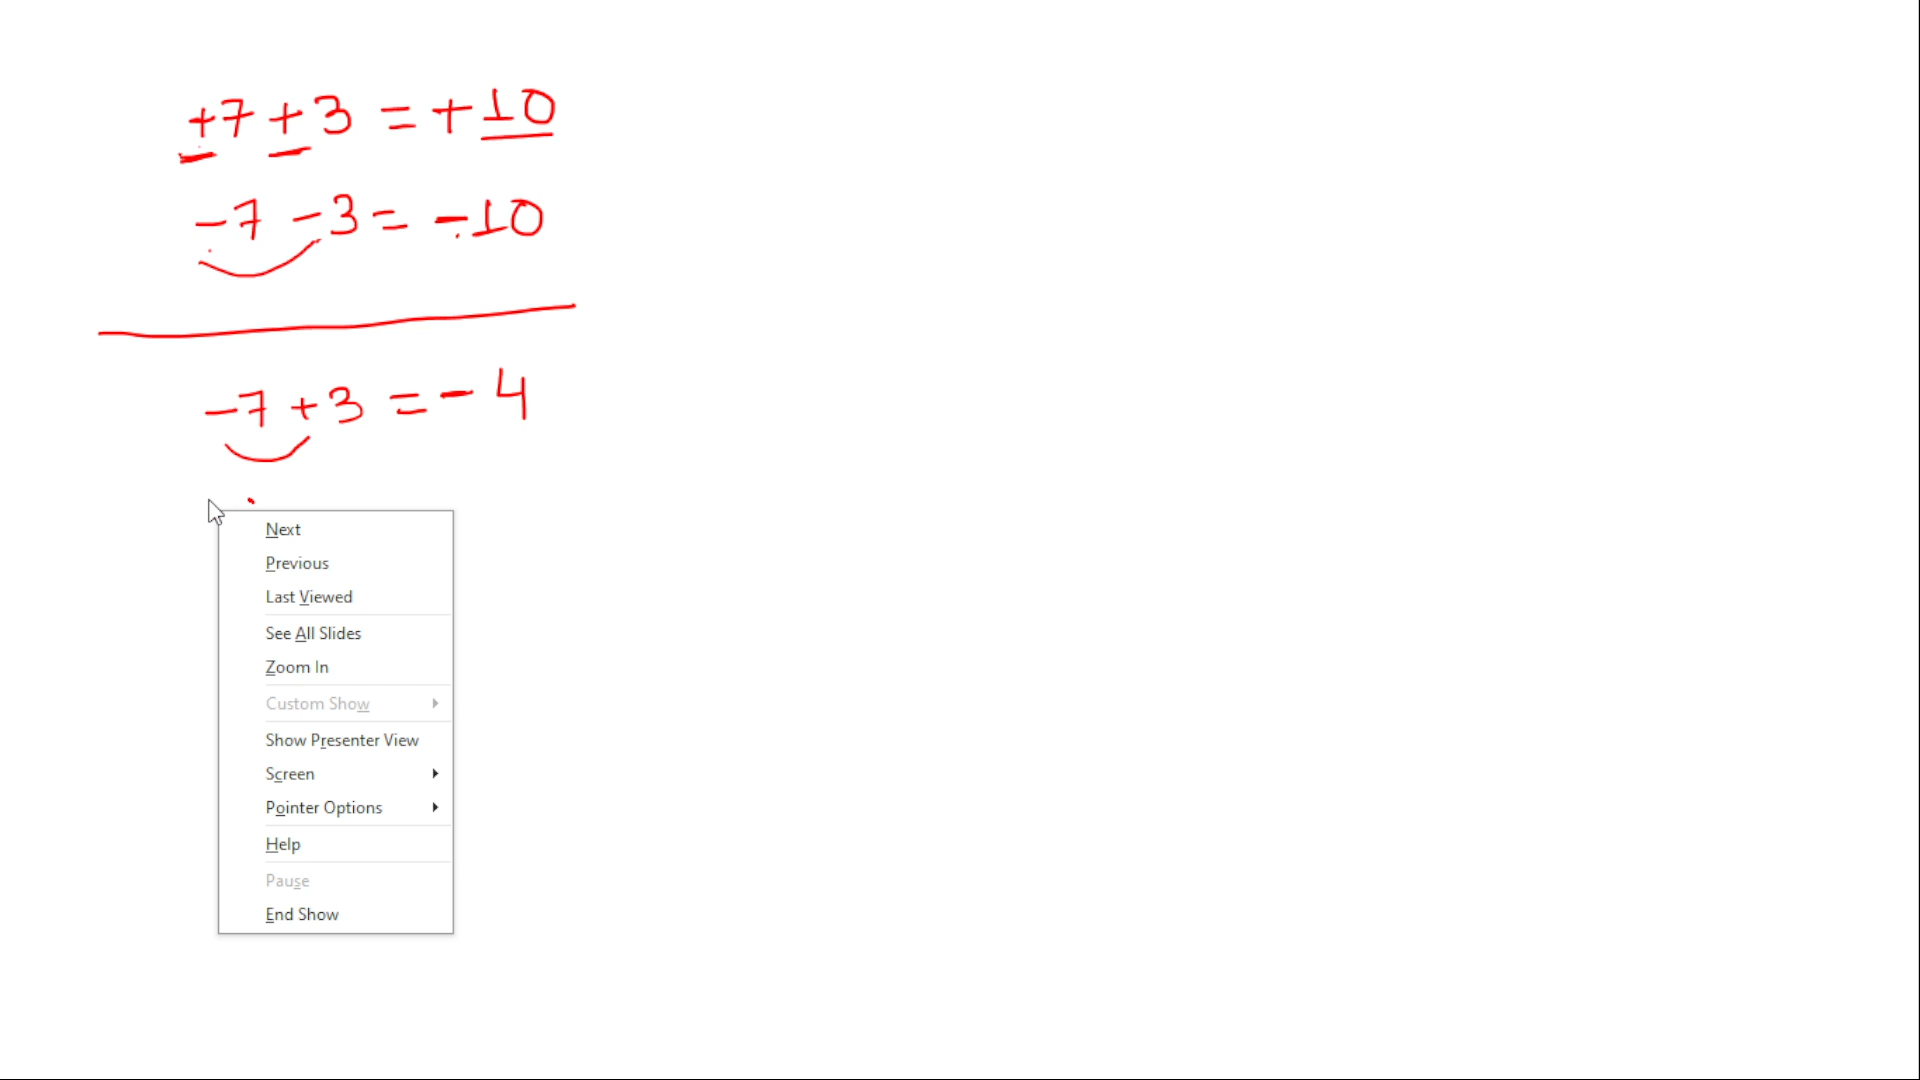 +7 + 3 = + 10
-7 - 3 = - 10
-7 + 3 = - 4
Next
Previous
Last Viewed
See All Slides
Zoom In
Custom Show
Show Presenter View
Screen
Pointer Options
Help
Pause
End Show